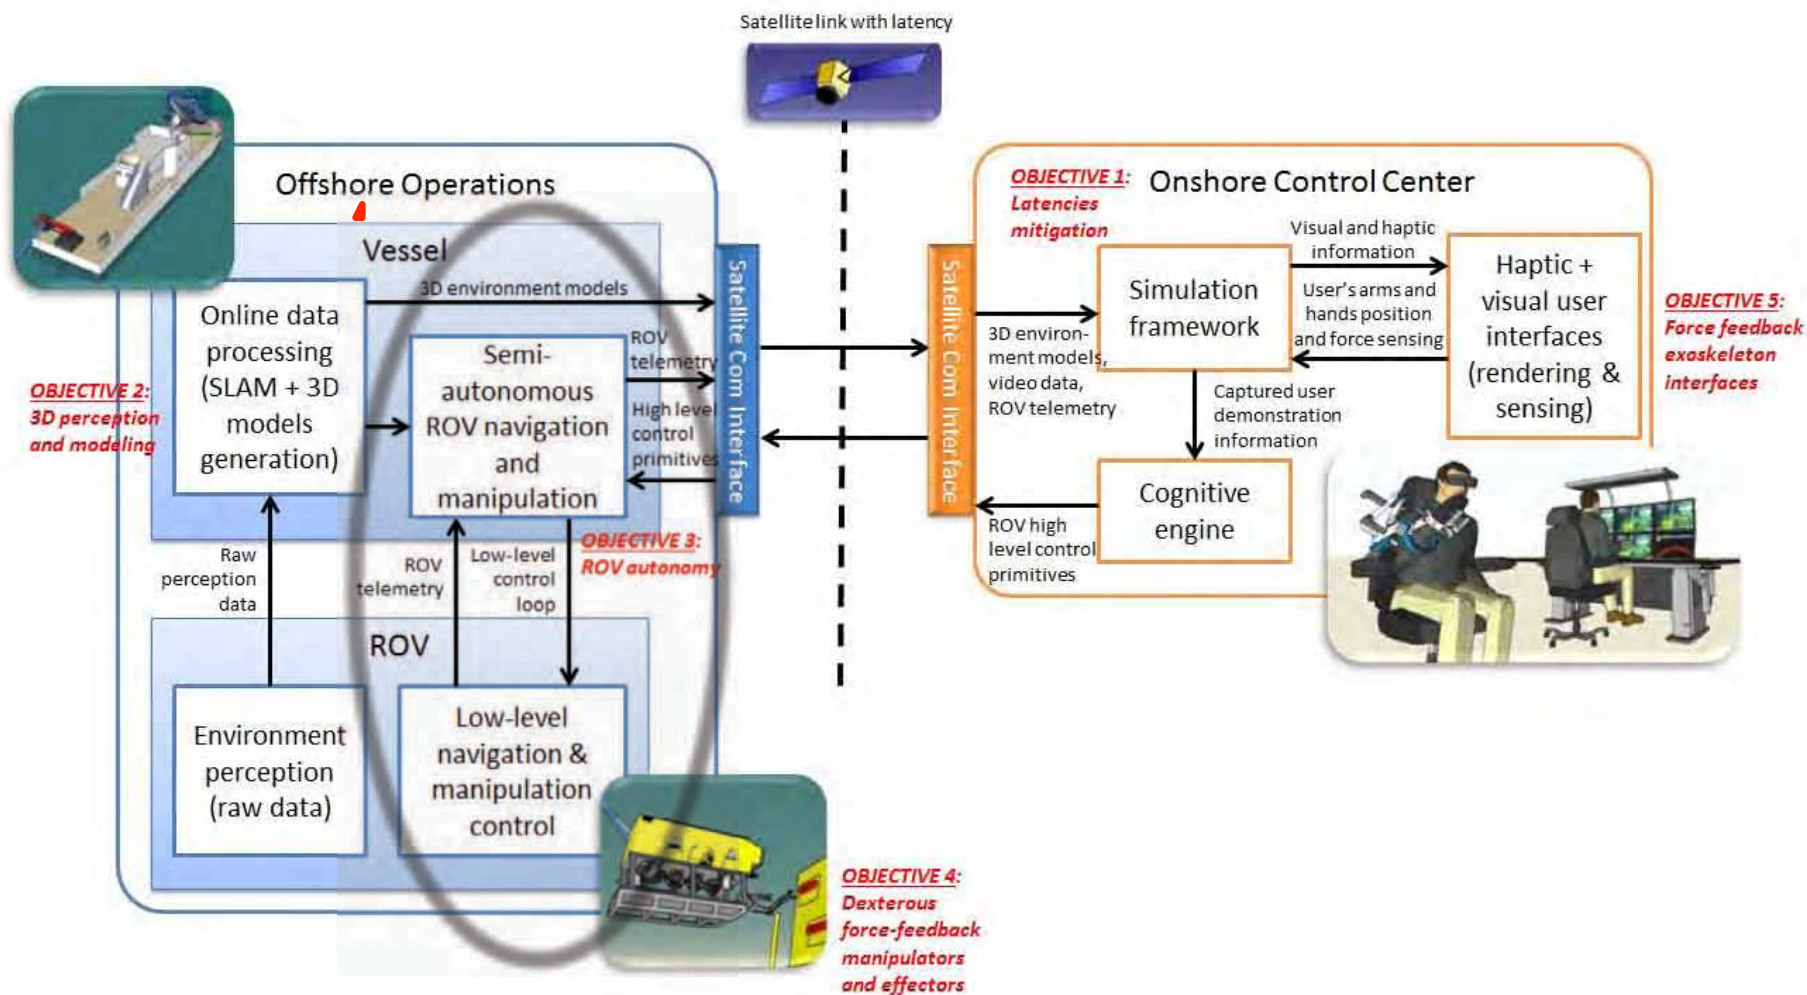 Satellite link with latency
Offshore Operations
Vessel
3D environment models
Online data
processing
(SLAM + 3D
models
generation)
OBJECTIVE 2:
3D perception
and modeling
Semi-
autonomous
ROV navigation
and
manipulation
ROV
telemetry
High level
control
primitives
Satellite Com Interface
OBJECTIVE 3:
ROV autonomy
Raw
perception
data
ROV
telemetry
Low-level
control
loop
ROV
Environment
perception
(raw data)
Low-level
navigation &
manipulation
control
OBJECTIVE 4:
Dexterous
force-feedback
manipulators
and effectors
Satellite Com Interface
OBJECTIVE 1:
Latencies
mitigation
Onshore Control Center
Simulation
framework
Visual and haptic
information
User's arms and
hands position
and force sensing
Haptic +
visual user
interfaces
(rendering &
sensing)
OBJECTIVE 5:
Force feedback
exoskeleton
interfaces
3D environ-
ment models,
video data,
ROV telemetry
Captured user
demonstration
information
Cognitive
engine
ROV high
level control
primitives